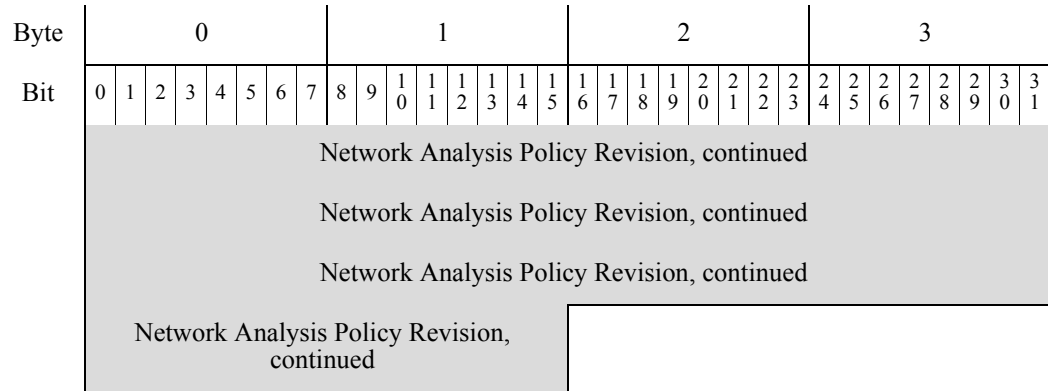 Byte 0 1 2 3
Bit 0 1 2 3 4 5 6 7 8 9 10 11 12 13 14 15 16 17 18 19 20 21 22 23 24 25 26 27 28 29 30 31
Network Analysis Policy Revision, continued
Network Analysis Policy Revision, continued
Network Analysis Policy Revision, continued
Network Analysis Policy Revision,
continued